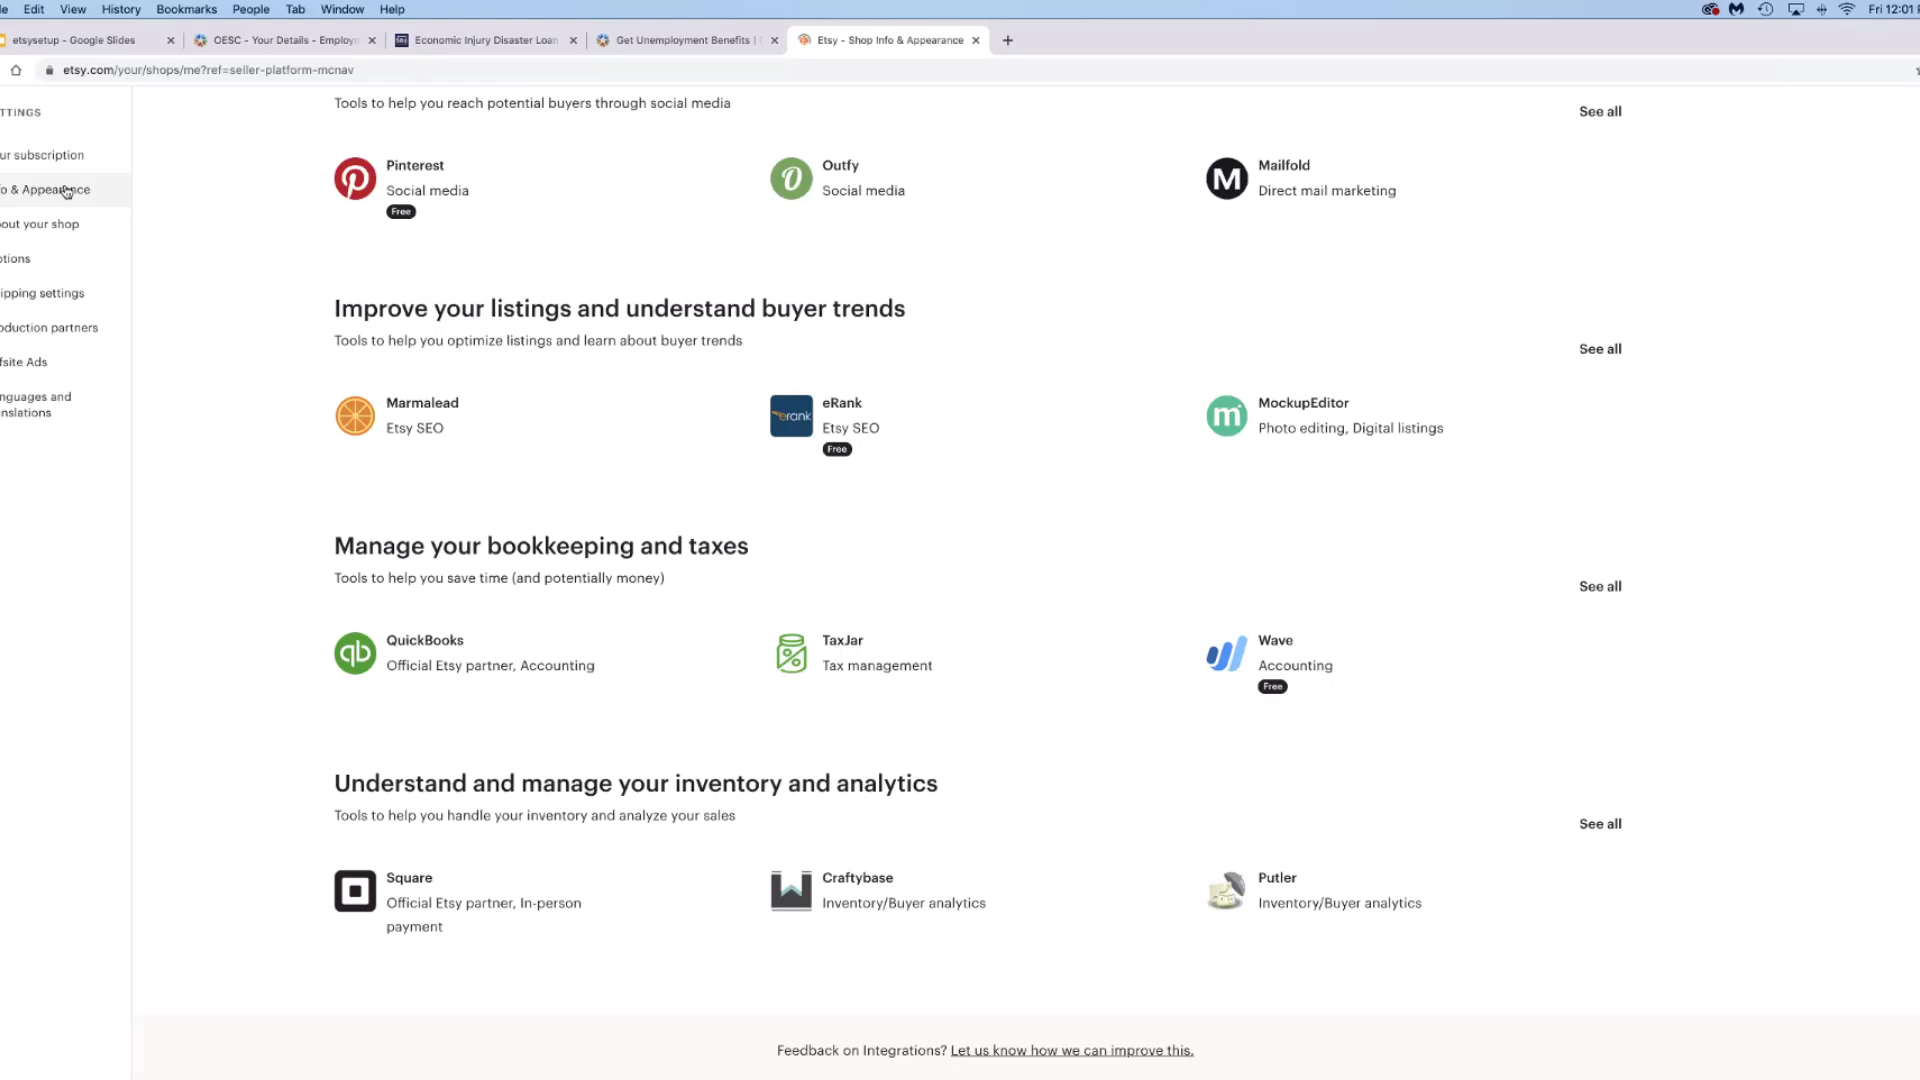 le Edit View History Bookmarks People Tab Window Help Fri 12:01
etsysetup - Google Slides OESC - Your Details - Employm Economic Injury Disaster Loan Get Unemployment Benefits | Etsy - Shop Info & Appearance
etsy.com/your/shops/me?ref=seller-platform-mcnav
TTINGS
ur subscription
o & Appearance
bout your shop
ptions
ipping settings
oduction partners
fsite Ads
nguages and
nslations
Tools to help you reach potential buyers through social media
See all
Pinterest
Social media
Free
Outfy
Social media
M
Mailfold
Direct mail marketing
Improve your listings and understand buyer trends
Tools to help you optimize listings and learn about buyer trends
See all
Marmalead
Etsy SEO
erank
eRank
Etsy SEO
Free
m
MockupEditor
Photo editing, Digital listings
Manage your bookkeeping and taxes
Tools to help you save time (and potentially money)
See all
qb
QuickBooks
Official Etsy partner, Accounting
TaxJar
Tax management
Wave
Accounting
Free
Understand and manage your inventory and analytics
Tools to help you handle your inventory and analyze your sales
See all
Square
Official Etsy partner, In-person
payment
Craftybase
Inventory/Buyer analytics
Putler
Inventory/Buyer analytics
Feedback on Integrations? Let us know how we can improve this.